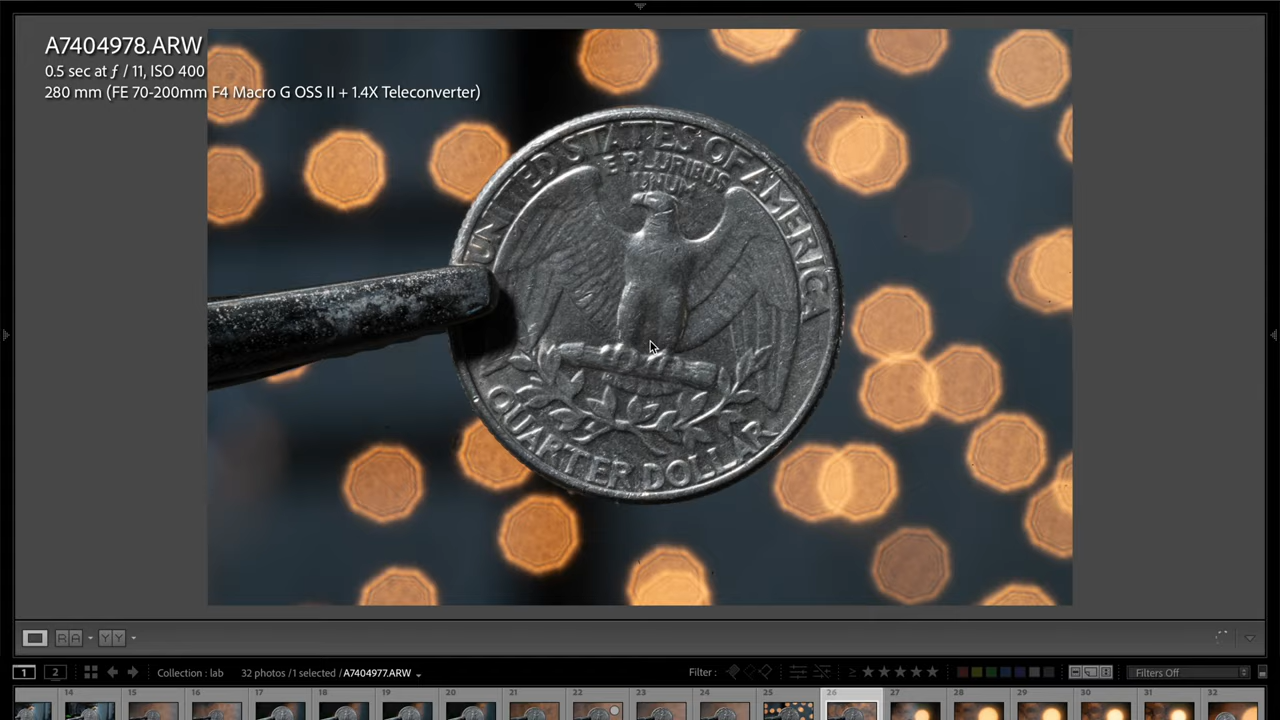 A7404978.ARW
0.5 sec at ƒ / 11, ISO 400
280 mm (FE 70-200mm F4 Macro G OSS II + 1.4X Teleconverter)
UNITED STATES OF AMERICA
E PLURIBUS
UNUM
QUARTER DOLLAR
R A Y Y
1 2 Collection : lab 32 photos / 1 selected / A7404977.ARW Filter : ≥ ★★★★★ Filters Off
14 15 16 17 18 19 20 21 22 23 24 25 26 27 28 29 30 31 32